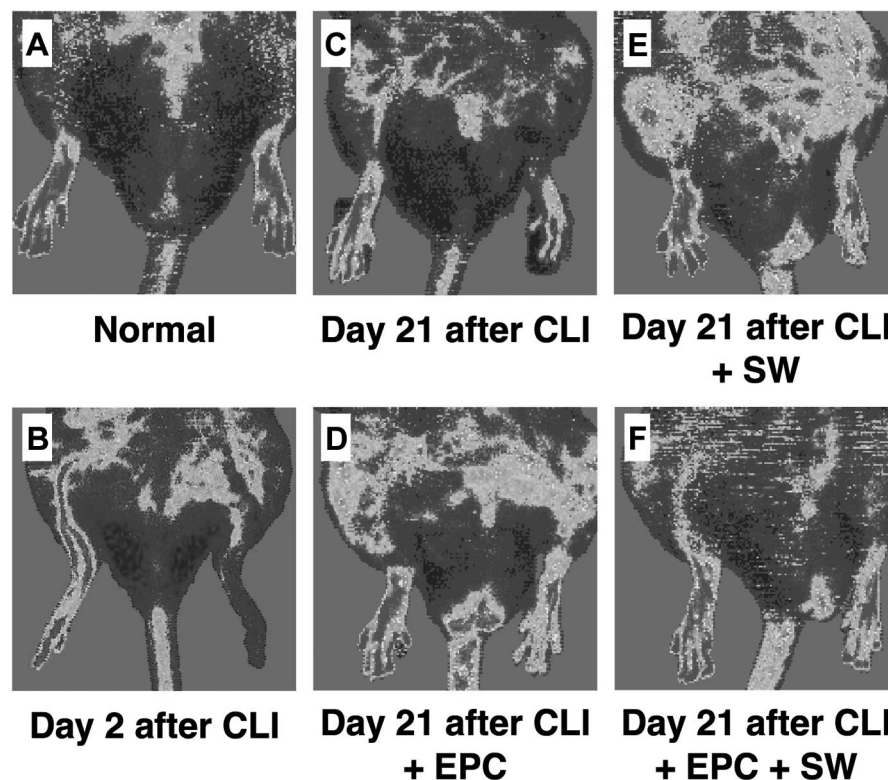 A
C
E
Normal
Day 21 after CLI
Day 21 after CLI
+ SW
B
D
F
Day 2 after CLI
Day 21 after CLI
+ EPC
Day 21 after CLI
+ EPC + SW